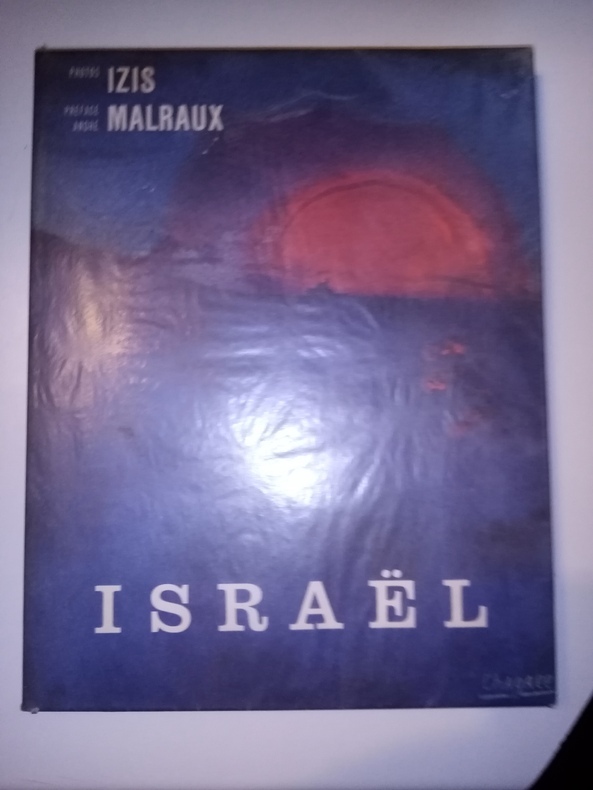 PHOTOS IZIS
PRÉFACE
ANDRÉ MALRAUX
ISRAËL
Chagall